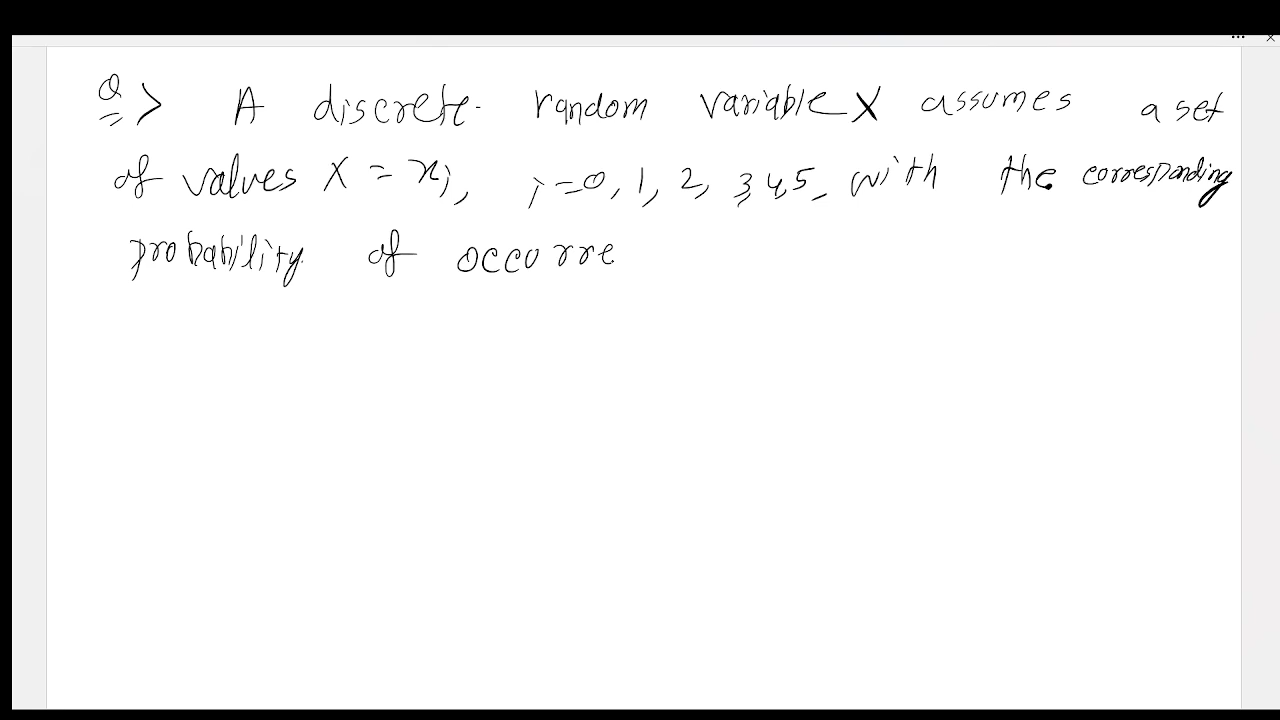 Q> A discrete random variable X assumes a set
of values X = xi, i=0, 1, 2, 3, 4, 5, with the corresponding
probability of occurre